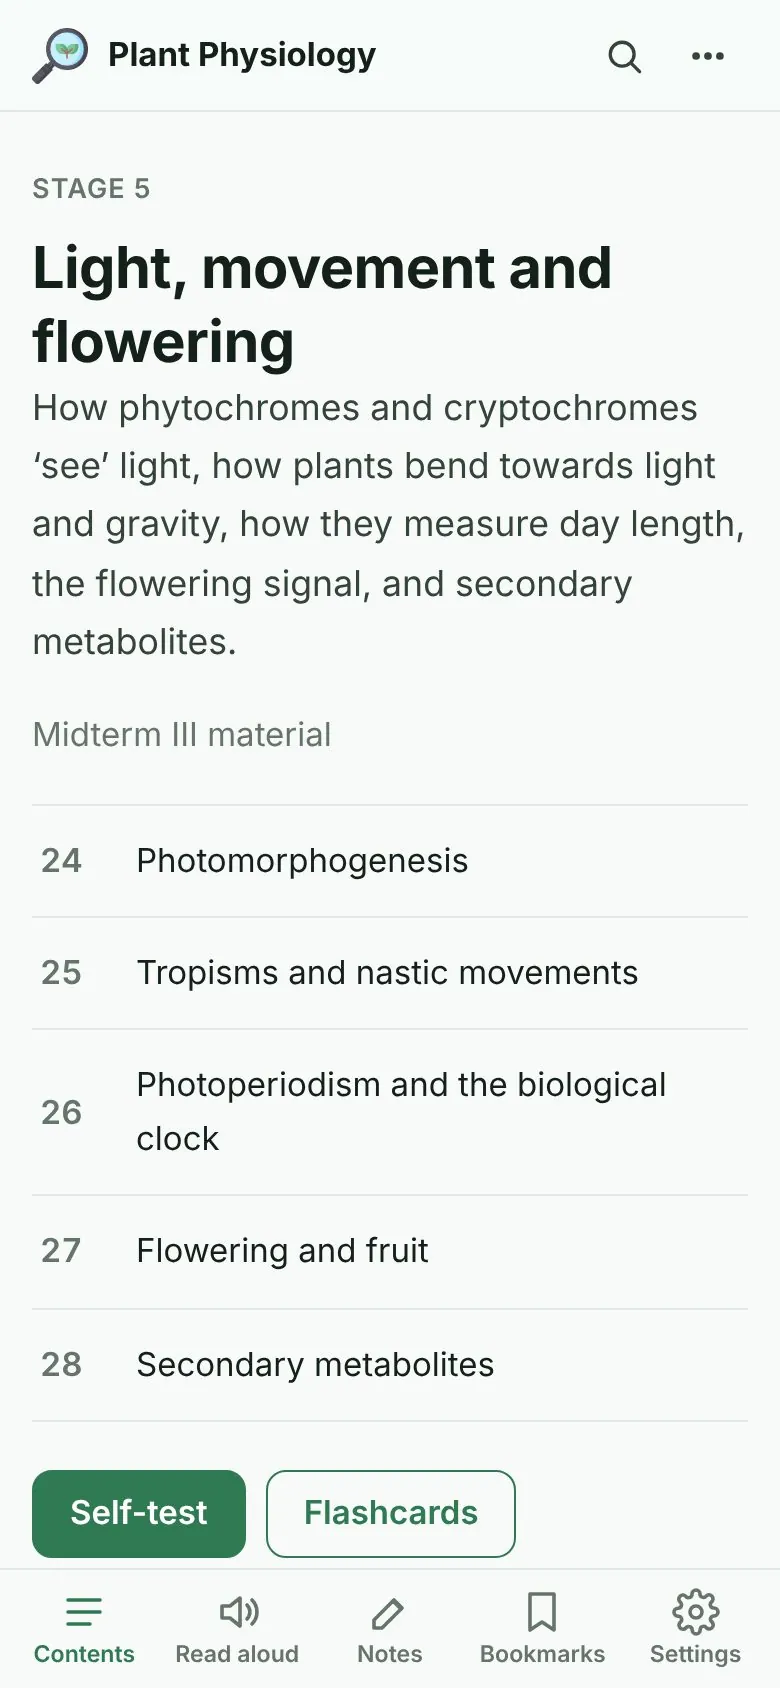 Plant Physiology
STAGE 5
Light, movement and
flowering
How phytochromes and cryptochromes
‘see’ light, how plants bend towards light
and gravity, how they measure day length,
the flowering signal, and secondary
metabolites.
Midterm III material
24 Photomorphogenesis
25 Tropisms and nastic movements
26 Photoperiodism and the biological
clock
27 Flowering and fruit
28 Secondary metabolites
Self-test Flashcards
Contents Read aloud Notes Bookmarks Settings